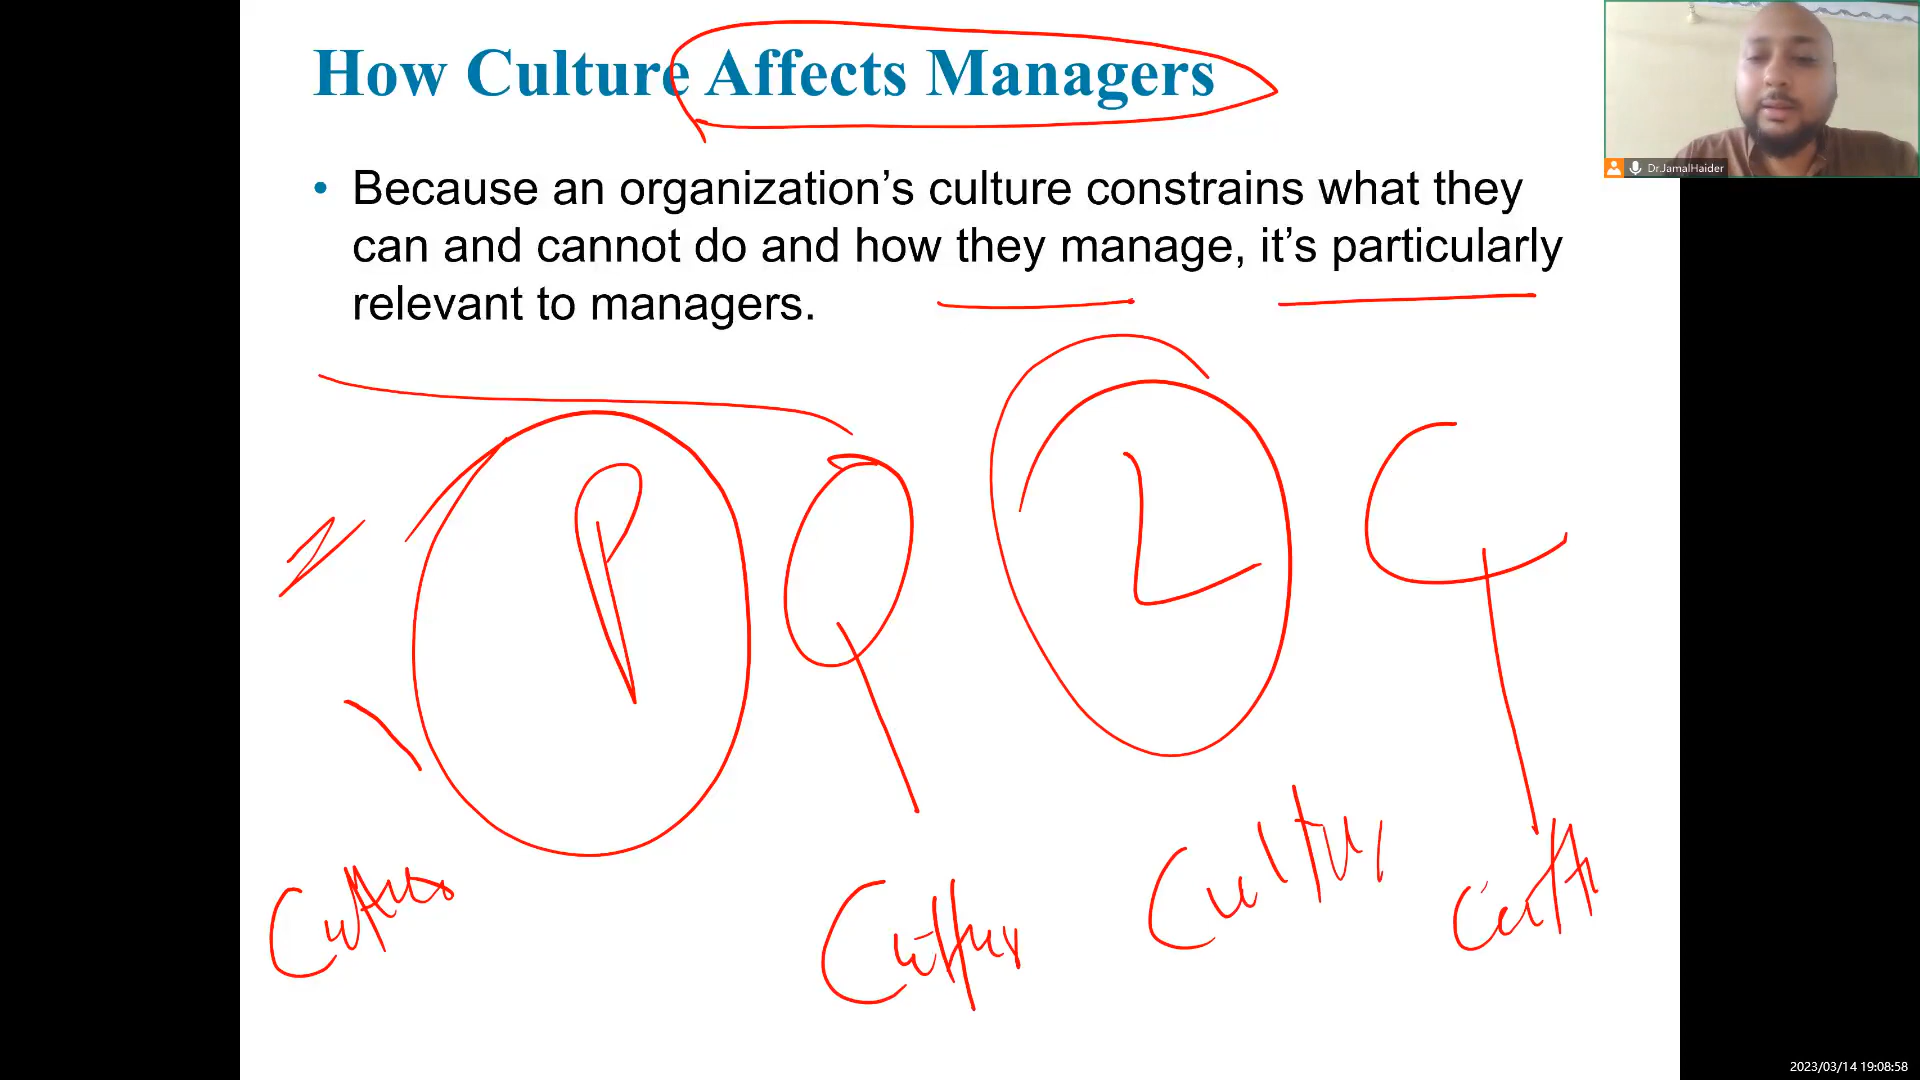 How Culture Affects Managers
Dr.JamalHaider
• Because an organization’s culture constrains what they
can and cannot do and how they manage, it’s particularly
relevant to managers.
P O L C
Culture
Culture
2023/03/14 19:08:58